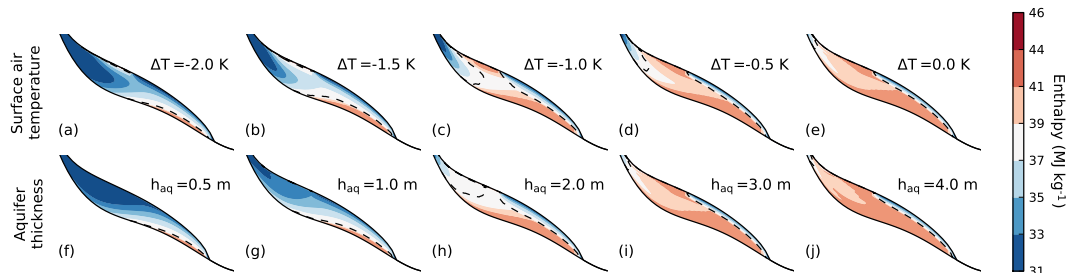 Surface air
temperature
ΔT=-2.0 K
(a)
ΔT=-1.5 K
(b)
ΔT=-1.0 K
(c)
ΔT=-0.5 K
(d)
ΔT=0.0 K
(e)
Aquifer
thickness
haq=0.5 m
(f)
haq=1.0 m
(g)
haq=2.0 m
(h)
haq=3.0 m
(i)
haq=4.0 m
(j)
46
44
41
39
37
35
33
31
Enthalpy (MJ kg-1)